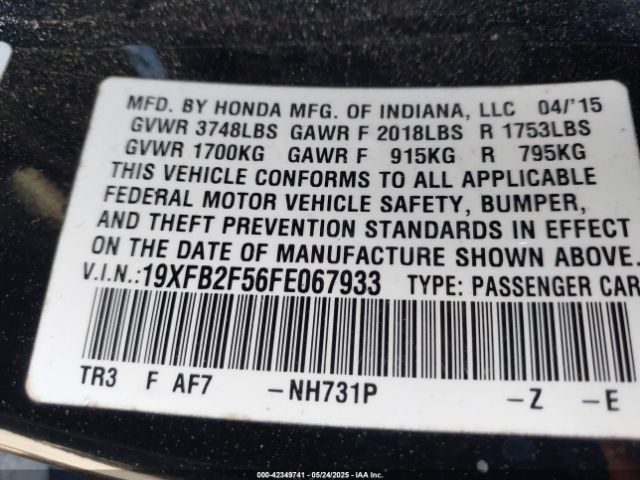 MFD. BY HONDA MFG. OF INDIANA, LLC 04/'15
GVWR 3748LBS GAWR F 2018LBS R 1753LBS
GVWR 1700KG GAWR F 915KG R 795KG
THIS VEHICLE CONFORMS TO ALL APPLICABLE
FEDERAL MOTOR VEHICLE SAFETY, BUMPER,
AND THEFT PREVENTION STANDARDS IN EFFECT
ON THE DATE OF MANUFACTURE SHOWN ABOVE.
V.I.N.:19XFB2F56FE067933 TYPE: PASSENGER CAR
TR3 F AF7 -NH731P -Z -E
000-42349741 - 05/24/2025 - IAA, Inc.